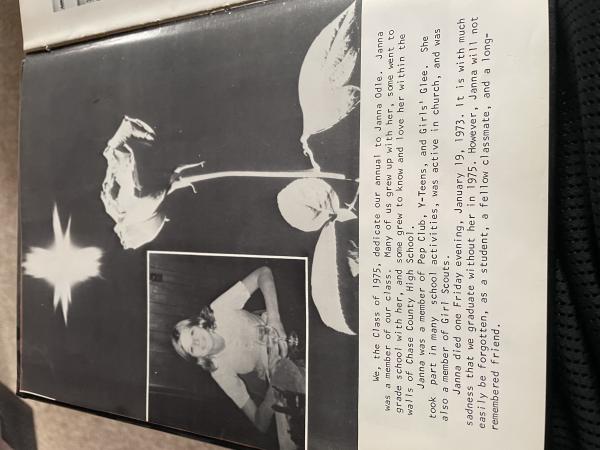 We, the Class of 1975, dedicate our annual to Janna Odle. Janna
was a member of our class. Many of us grew up with her, some went to
grade school with her, and some grew to know and love her within the
walls of Chase County High School.
Janna was a member of Pep Club, Y-Teens, and Girls' Glee. She
took part in many school activities, was active in church, and was
also a member of Girl Scouts.
Janna died one Friday evening, January 19, 1973. It is with much
sadness that we graduate without her in 1975. However, Janna will not
easily be forgotten, as a student, a fellow classmate, and a long-
remembered friend.